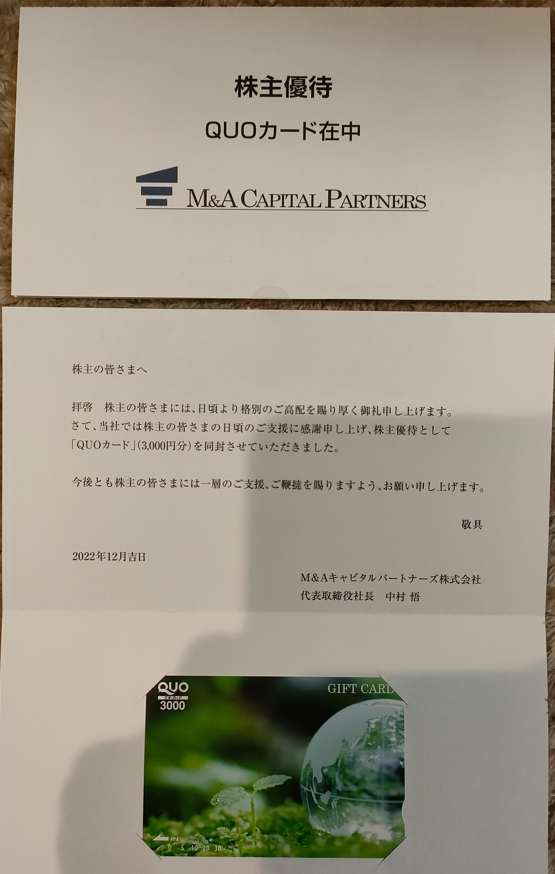 株主優待
QUOカード在中
M&A CAPITAL PARTNERS
株主の皆さまへ
拝啓　株主の皆さまには、日頃より格別のご高配を賜り厚く御礼申し上げます。
さて、当社では株主の皆さまの日頃のご支援に感謝申し上げ、株主優待として
「QUOカード」(3,000円分)を同封させていただきました。
今後とも株主の皆さまには一層のご支援、ご鞭撻を賜りますよう、お願い申し上げます。
敬具
2022年12月吉日
M&Aキャピタルパートナーズ株式会社
代表取締役社長　中村 悟
QUO
GIFT CARD
3000
IN
0 5 10 20 30